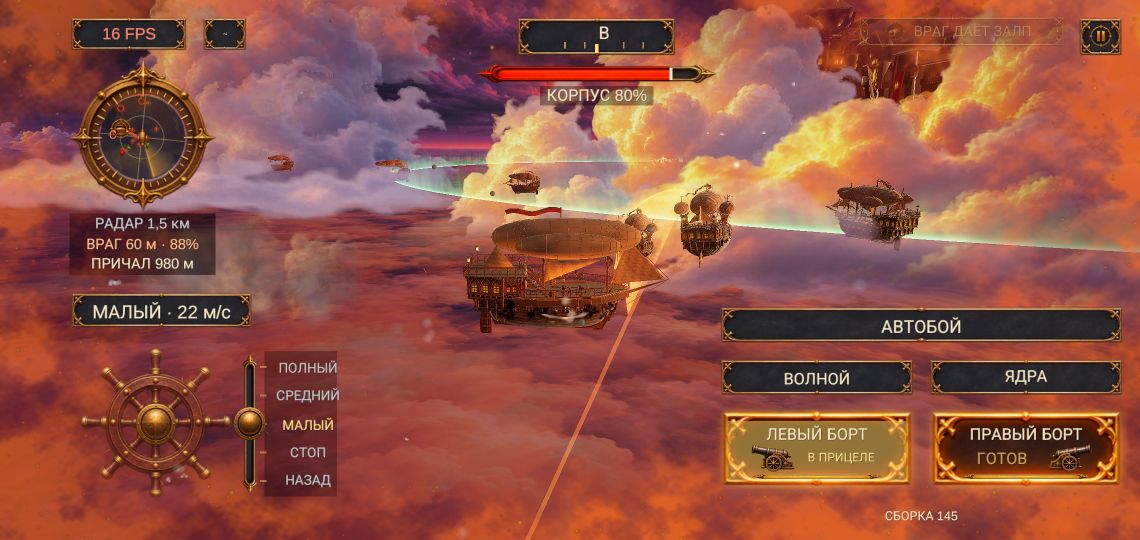 16 FPS
В
ВРАГ ДАЁТ ЗАЛП
КОРПУС 80%
РАДАР 1,5 км
ВРАГ 60 м · 88%
ПРИЧАЛ 980 м
МАЛЫЙ · 22 м/с
ПОЛНЫЙ
СРЕДНИЙ
МАЛЫЙ
СТОП
НАЗАД
АВТОБОЙ
ВОЛНОЙ
ЯДРА
ЛЕВЫЙ БОРТ
В ПРИЦЕЛЕ
ПРАВЫЙ БОРТ
ГОТОВ
СБОРКА 145